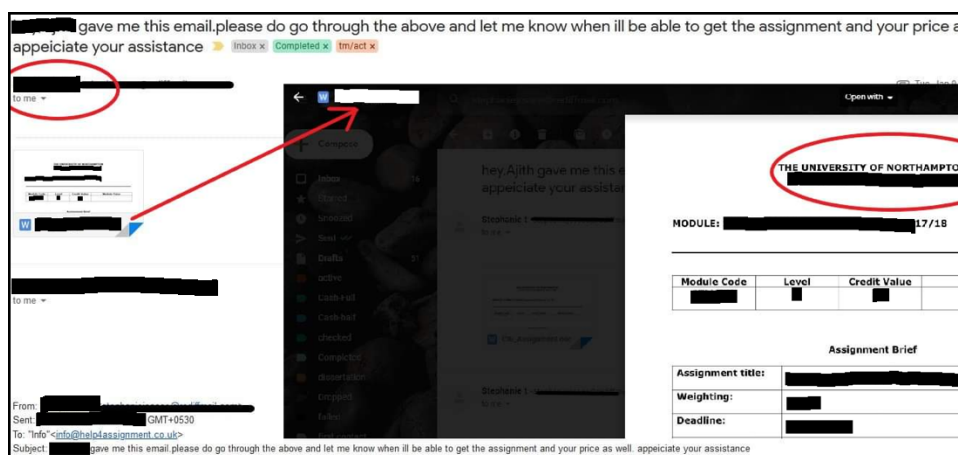 gave me this email.please do go through the above and let me know when ill be able to get the assignment and your price a
appeiciate your assistance Inbox x Completed x tm/act x
to me
Tue, Jan 9
W
Open with
Compose
hey,Ajith gave me this e
appeiciate your assistan
Inbox
Starred
Snoozed
Sent
Drafts 51
active
Cash-Full
Cash-half
checked
Completed
dissertation
Dropped
failed
Stephanie
to me
W
Stephanie
to me
THE UNIVERSITY OF NORTHAMPTO
MODULE: 17/18
Module Code Level Credit Value
Assignment Brief
Assignment title:
Weighting:
Deadline:
W
to me
From:
Sent: GMT+0530
To: "Info"<info@help4assignment.co.uk>
Subject: gave me this email.please do go through the above and let me know when ill be able to get the assignment and your price as well. appeiciate your assistance